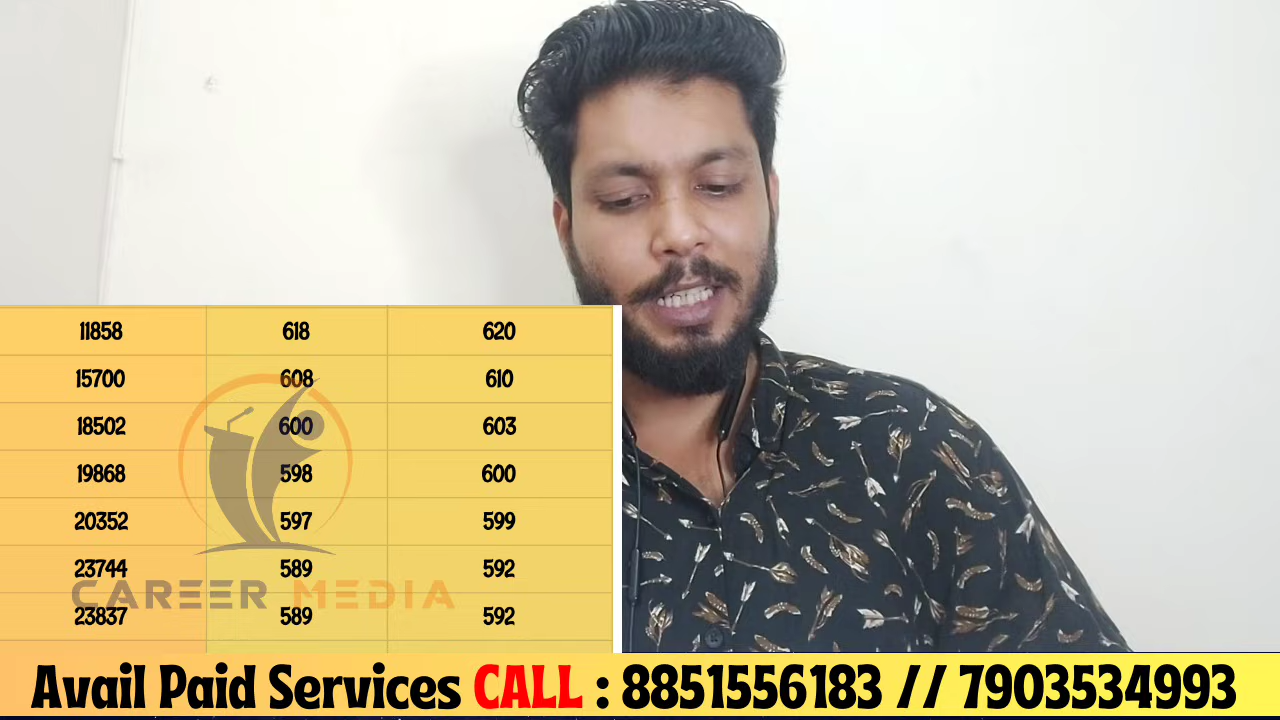 11858 618 620
15700 608 610
18502 600 603
19868 598 600
20352 597 599
23744 589 592
CAREER MEDIA
23837 589 592
Avail Paid Services CALL : 8851556183 // 7903534993